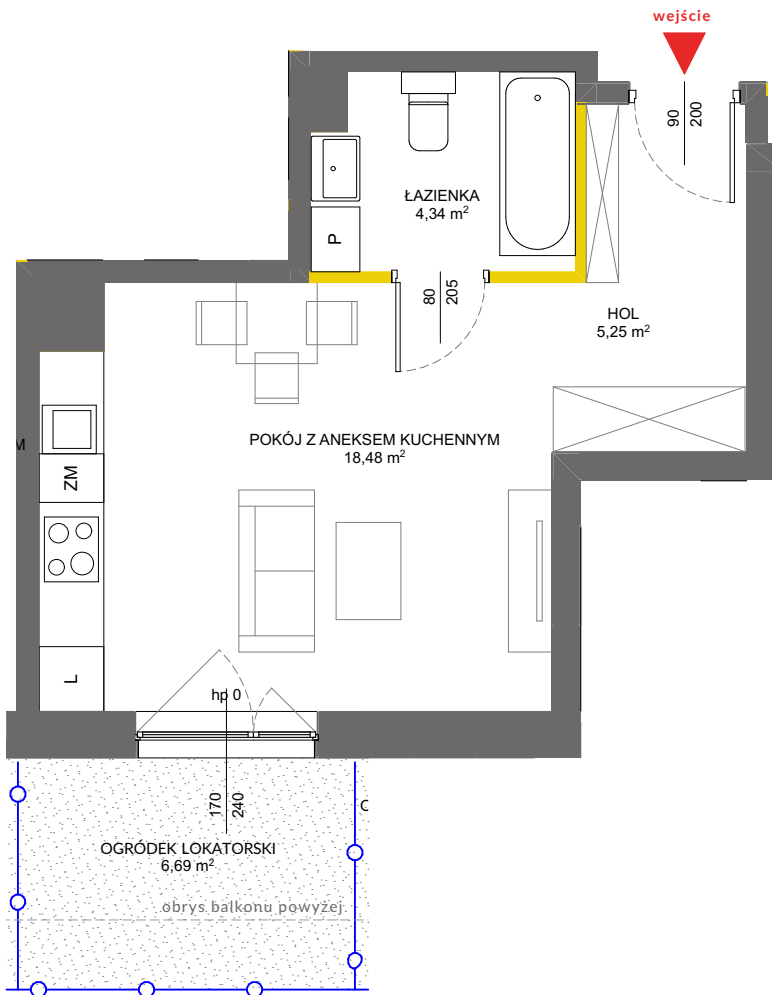 wejście
90
200
ŁAZIENKA
4,34 m²
P
80
205
HOL
5,25 m²
POKÓJ Z ANEKSEM KUCHENNYM
18,48 m²
M
ZM
L
hp 0
170
240
OGRÓDEK LOKATORSKI
6,69 m²
obrys balkonu powyżej